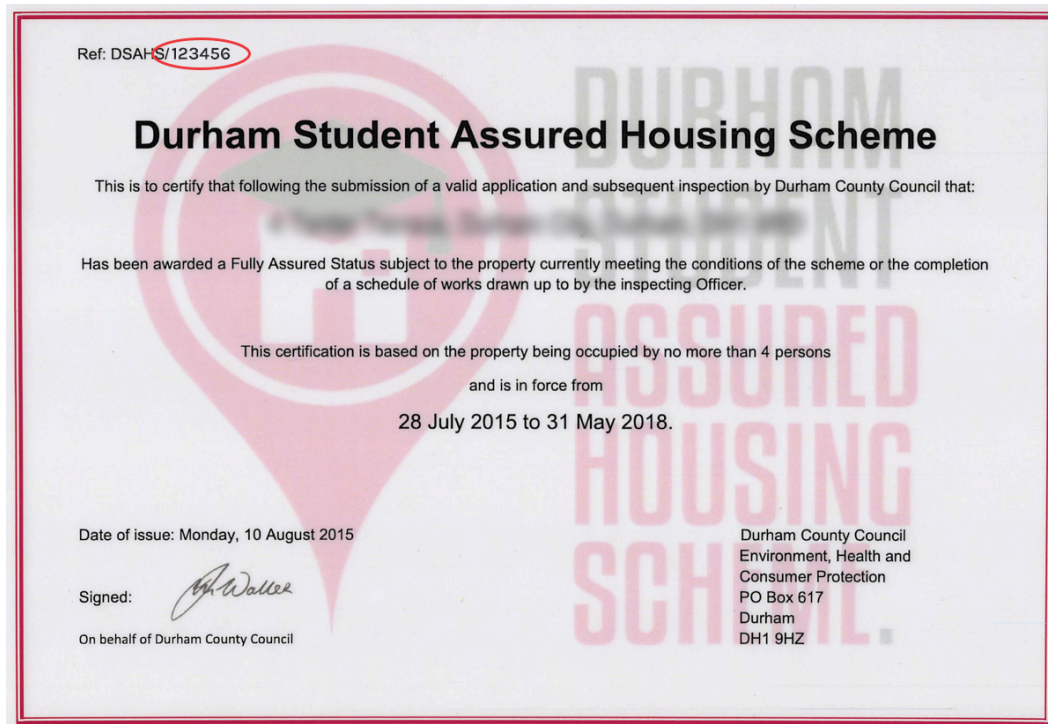 Ref: DSAHS/123456
Durham Student Assured Housing Scheme
This is to certify that following the submission of a valid application and subsequent inspection by Durham County Council that:
Has been awarded a Fully Assured Status subject to the property currently meeting the conditions of the scheme or the completion
of a schedule of works drawn up to by the inspecting Officer.
This certification is based on the property being occupied by no more than 4 persons
and is in force from
28 July 2015 to 31 May 2018.
Date of issue: Monday, 10 August 2015
Signed:
On behalf of Durham County Council
Durham County Council
Environment, Health and
Consumer Protection
PO Box 617
Durham
DH1 9HZ
DURHAM
STUDENT
ASSURED
HOUSING
SCHEME.